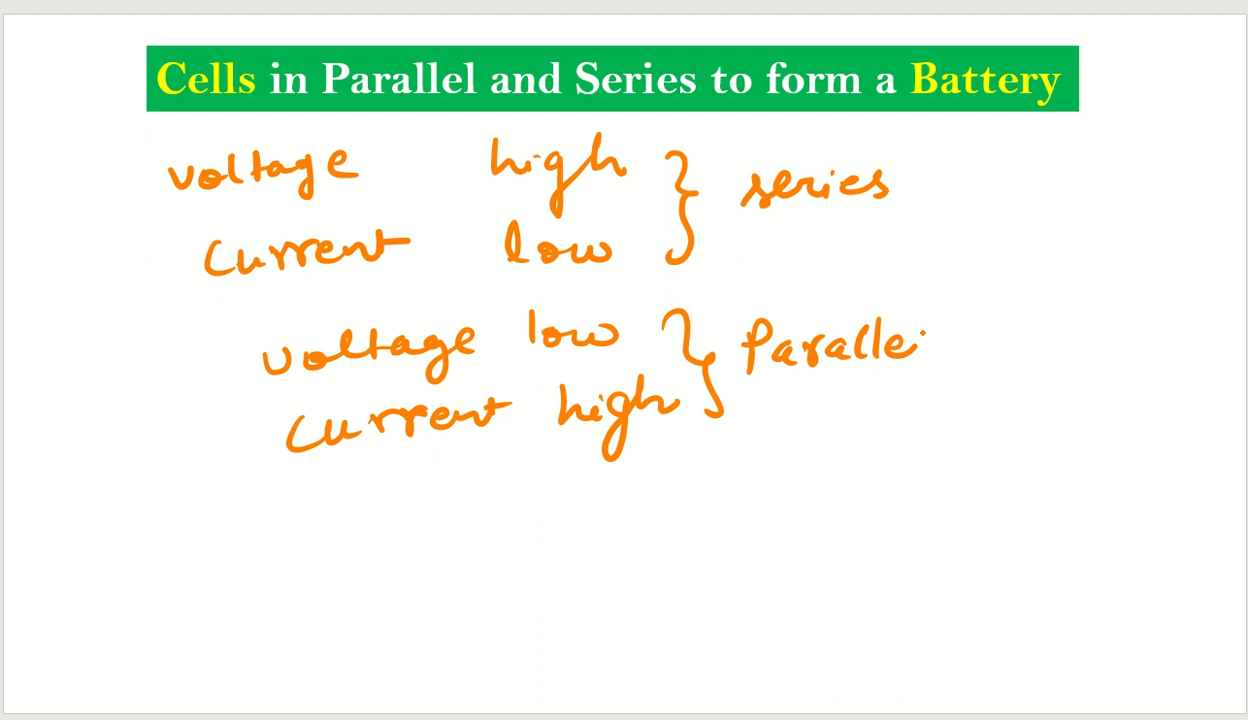 Cells in Parallel and Series to form a Battery
voltage high } series
current low
voltage low } Paralle
current high